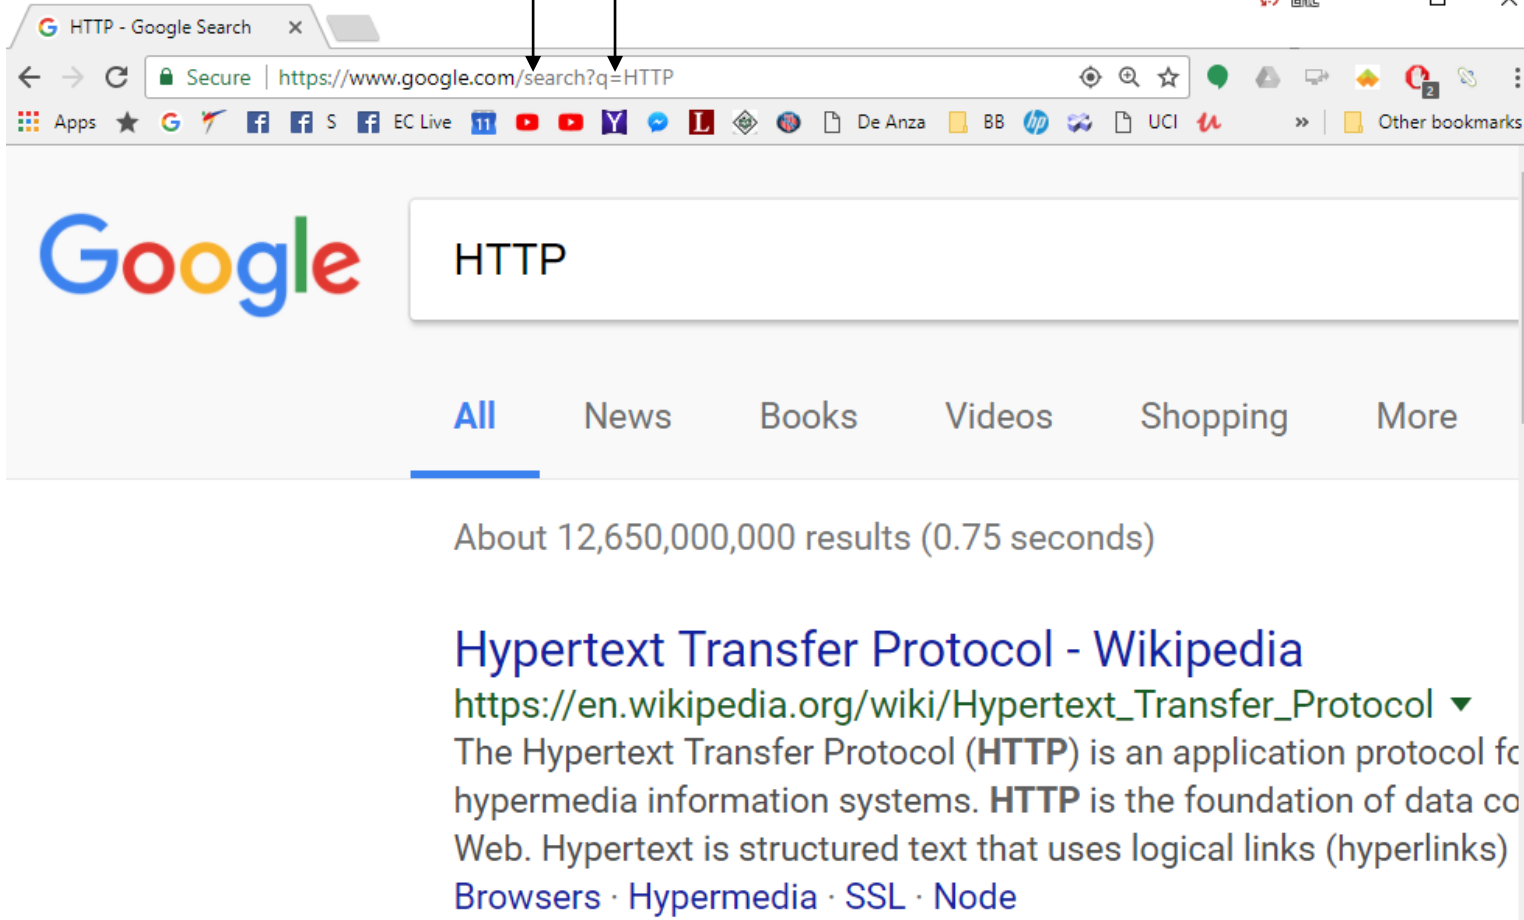 HTTP - Google Search
Secure | https://www.google.com/search?q=HTTP
2
Apps S EC Live 11 Y L De Anza BB hp UCI » Other bookmarks
Google HTTP
All News Books Videos Shopping More
About 12,650,000,000 results (0.75 seconds)
Hypertext Transfer Protocol - Wikipedia
https://en.wikipedia.org/wiki/Hypertext_Transfer_Protocol
The Hypertext Transfer Protocol (HTTP) is an application protocol
hypermedia information systems. HTTP is the foundation of data
Web. Hypertext is structured text that uses logical links (hyperlinks)
Browsers · Hypermedia · SSL · Node